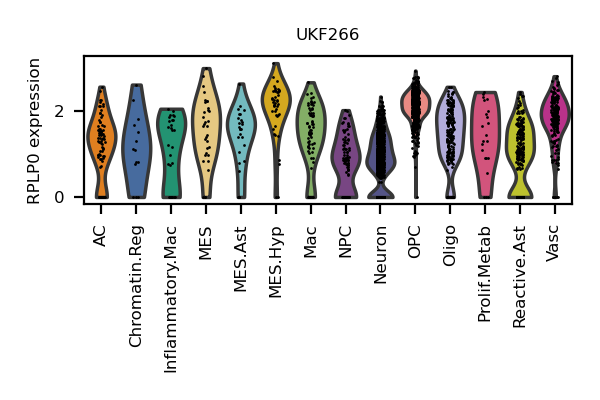 UKF266
RPLP0 expression
2
0
AC
Chromatin.Reg
Inflammatory.Mac
MES
MES.Ast
MES.Hyp
Mac
NPC
Neuron
OPC
Oligo
Prolif.Metab
Reactive.Ast
Vasc